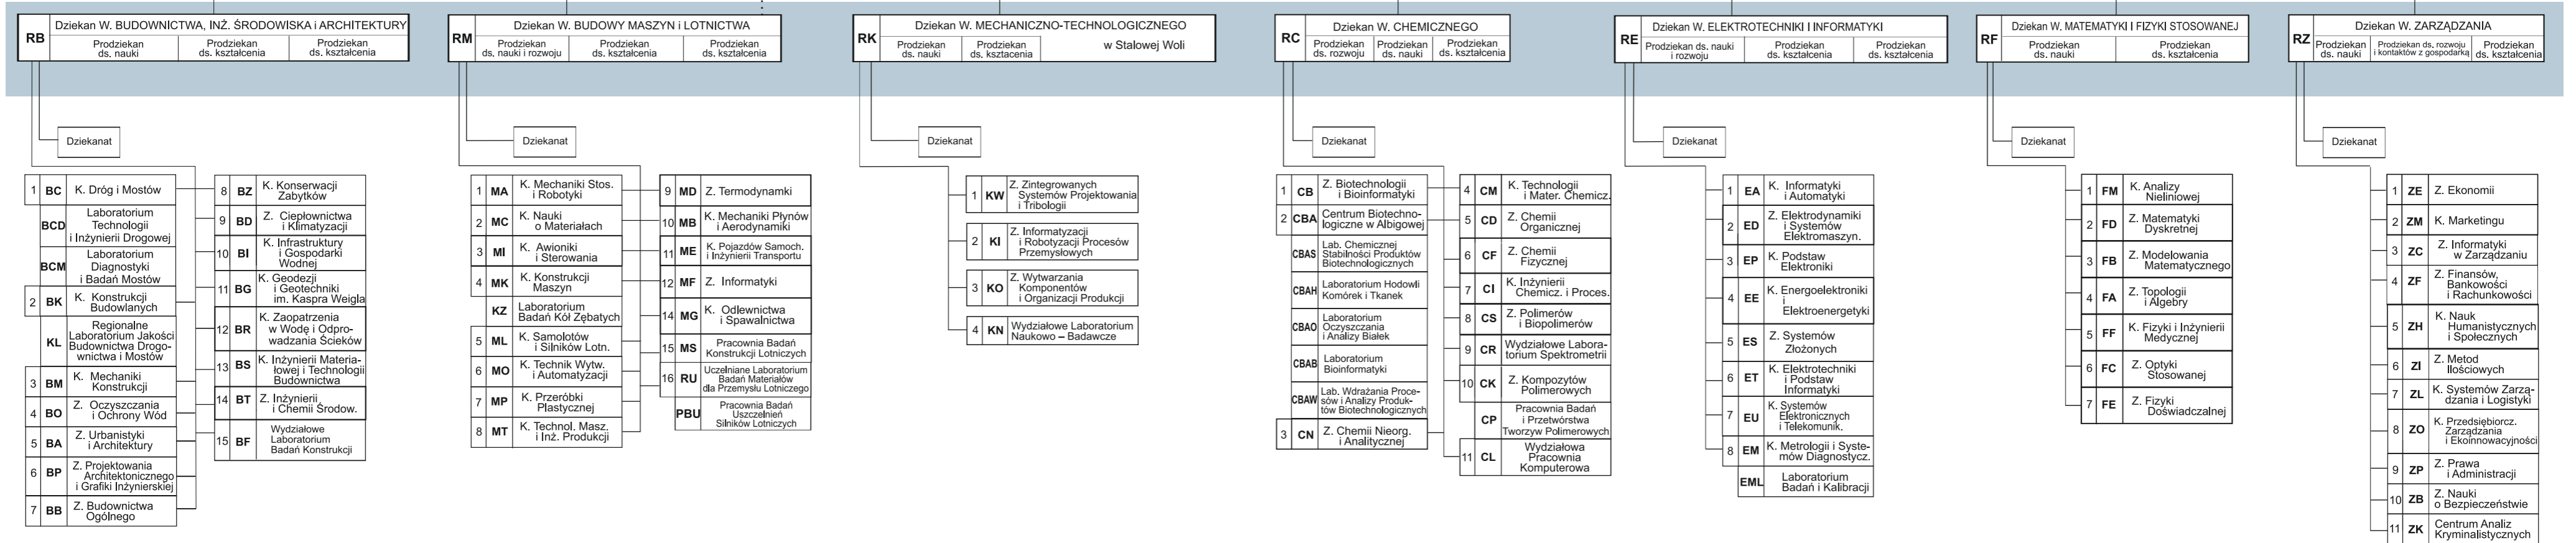 RB
Dziekan W. BUDOWNICTWA, INŻ. ŚRODOWISKA i ARCHITEKTURY
Prodziekan
ds. nauki
Prodziekan
ds. kształcenia
Prodziekan
ds. kształcenia
Dziekanat
1 BC K. Dróg i Mostów
BCD Laboratorium
Technologii
i Inżynierii Drogowej
BCM Laboratorium
Diagnostyki
i Badań Mostów
2 BK K. Konstrukcji
Budowlanych
KL Regionalne
Laboratorium Jakości
Budownictwa Drogo-
wnictwa i Mostów
3 BM K. Mechaniki
Konstrukcji
4 BO Z. Oczyszczania
i Ochrony Wód
5 BA Z. Urbanistyki
i Architektury
6 BP Z. Projektowania
Architektonicznego
i Grafiki Inżynierskiej
7 BB Z. Budownictwa
Ogólnego
8 BZ K. Konserwacji
Zabytków
9 BD Z. Ciepłownictwa
i Klimatyzacji
10 BI K. Infrastruktury
i Gospodarki
Wodnej
11 BG K. Geodezji
i Geotechniki
im. Kaspra Weigla
12 BR K. Zaopatrzenia
w Wodę i Odpro-
wadzania Ścieków
13 BS K. Inżynierii Materia-
łowej i Technologii
Budownictwa
14 BT Z. Inżynierii
i Chemii Środow.
15 BF Wydziałowe
Laboratorium
Badań Konstrukcji
RM
Dziekan W. BUDOWY MASZYN i LOTNICTWA
Prodziekan
ds. nauki i rozwoju
Prodziekan
ds. kształcenia
Prodziekan
ds. kształcenia
Dziekanat
1 MA K. Mechaniki Stos.
i Robotyki
2 MC K. Nauki
o Materiałach
3 MI K. Awioniki
i Sterowania
4 MK K. Konstrukcji
Maszyn
KZ Laboratorium
Badań Kół Zębatych
5 ML K. Samolotów
i Silników Lotn.
6 MO K. Technik Wytw.
i Automatyzacji
7 MP K. Przeróbki
Plastycznej
8 MT K. Technol. Masz.
i Inż. Produkcji
9 MD Z. Termodynamki
10 MB K. Mechaniki Płynów
i Aerodynamiki
11 ME K. Pojazdów Samoch.
i Inżynierii Transportu
12 MF Z. Informatyki
14 MG K. Odlewnictwa
i Spawalnictwa
15 MS Pracownia Badań
Konstrukcji Lotniczych
16 RU Uczelniane Laboratorium
Badań Materiałów
dla Przemysłu Lotniczego
PBU Pracownia Badań
Uszczelnień
Silników Lotniczych
RK
Dziekan W. MECHANICZNO-TECHNOLOGICZNEGO
Prodziekan
ds. nauki
Prodziekan
ds. ksztacenia
w Stalowej Woli
Dziekanat
1 KW Z. Zintegrowanych
Systemów Projektowania
i Tribologii
2 KI Z. Informatyzacji
i Robotyzacji Procesów
Przemysłowych
3 KO Z. Wytwarzania
Komponentów
i Organizacji Produkcji
4 KN Wydziałowe Laboratorium
Naukowo – Badawcze
RC
Dziekan W. CHEMICZNEGO
Prodziekan
ds. rozwoju
Prodziekan
ds. nauki
Prodziekan
ds. kształcenia
Dziekanat
1 CB Z. Biotechnologii
i Bioinformatyki
2 CBA Centrum Biotechno-
logiczne w Albigowej
CBAS Lab. Chemicznej
Stabilności Produktów
Biotechnologicznych
CBAH Laboratorium Hodowli
Komórek i Tkanek
CBAO Laboratorium
Oczyszczania
i Analizy Białek
CBAB Laboratorium
Bioinformatyki
CBAW Lab. Wdrażania Proce-
sów i Analizy Produk-
tów Biotechnologicznych
3 CN Z. Chemii Nieorg.
i Analitycznej
4 CM K. Technologii
i Mater. Chemicz.
5 CD Z. Chemii
Organicznej
6 CF Z. Chemii
Fizycznej
7 CI K. Inżynierii
Chemicz. i Proces.
8 CS Z. Polimerów
i Biopolimerów
9 CR Wydziałowe Labora-
torium Spektrometrii
10 CK Z. Kompozytów
Polimerowych
CP Pracownia Badań
i Przetwórstwa
Tworzyw Polimerowych
11 CL Wydziałowa
Pracownia
Komputerowa
RE
Dziekan W. ELEKTROTECHNIKI I INFORMATYKI
Prodziekan ds. nauki
i rozwoju
Prodziekan
ds. kształcenia
Prodziekan
ds. kształcenia
Dziekanat
1 EA K. Informatyki
i Automatyki
2 ED Z. Elektrodynamiki
i Systemów
Elektromaszyn.
3 EP K. Podstaw
Elektroniki
4 EE K. Energoelektroniki
i
Elektroenergetyki
5 ES Z. Systemów
Złożonych
6 ET K. Elektrotechniki
i Podstaw
Informatyki
7 EU K. Systemów
Elektronicznych
i Telekomunik.
8 EM K. Metrologii i Syste-
mów Diagnostycz.
EML Laboratorium
Badań i Kalibracji
RF
Dziekan W. MATEMATYKI I FIZYKI STOSOWANEJ
Prodziekan
ds. nauki
Prodziekan
ds. kształcenia
Dziekanat
1 FM K. Analizy
Nieliniowej
2 FD Z. Matematyki
Dyskretnej
3 FB Z. Modelowania
Matematycznego
4 FA Z. Topologii
i Algebry
5 FF K. Fizyki i Inżynierii
Medycznej
6 FC Z. Optyki
Stosowanej
7 FE Z. Fizyki
Doświadczalnej
RZ
Dziekan W. ZARZĄDZANIA
Prodziekan
ds. nauki
Prodziekan ds. rozwoju
i kontaktów z gospodarką
Prodziekan
ds. kształcenia
Dziekanat
1 ZE Z. Ekonomii
2 ZM K. Marketingu
3 ZC Z. Informatyki
w Zarządzaniu
4 ZF Z. Finansów,
Bankowości
i Rachunkowości
5 ZH K. Nauk
Humanistycznych
i Społecznych
6 ZI Z. Metod
Ilościowych
7 ZL K. Systemów Zarzą-
dzania i Logistyki
8 ZO K. Przedsiębiorcz.
Zarządzania
i Ekoinnowacyjności
9 ZP Z. Prawa
i Administracji
10 ZB Z. Nauki
o Bezpieczeństwie
11 ZK Centrum Analiz
Kryminalistycznych